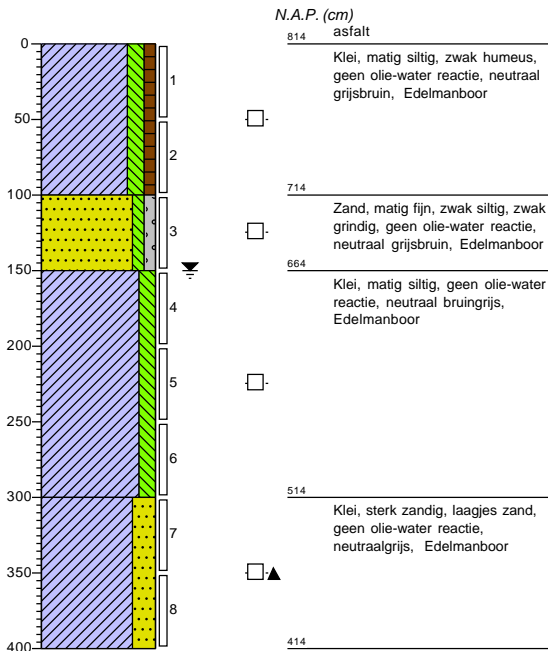 N.A.P. (cm)
814 asfalt
0
Klei, matig siltig, zwak humeus,
geen olie-water reactie, neutraal
grijsbruin, Edelmanboor
1
50
2
100
714
Zand, matig fijn, zwak siltig, zwak
grindig, geen olie-water reactie,
neutraal grijsbruin, Edelmanboor
3
150
664
Klei, matig siltig, geen olie-water
reactie, neutraal bruingrijs,
Edelmanboor
4
200
5
250
6
300
514
Klei, sterk zandig, laagjes zand,
geen olie-water reactie,
neutraalgrijs, Edelmanboor
7
350
8
400
414